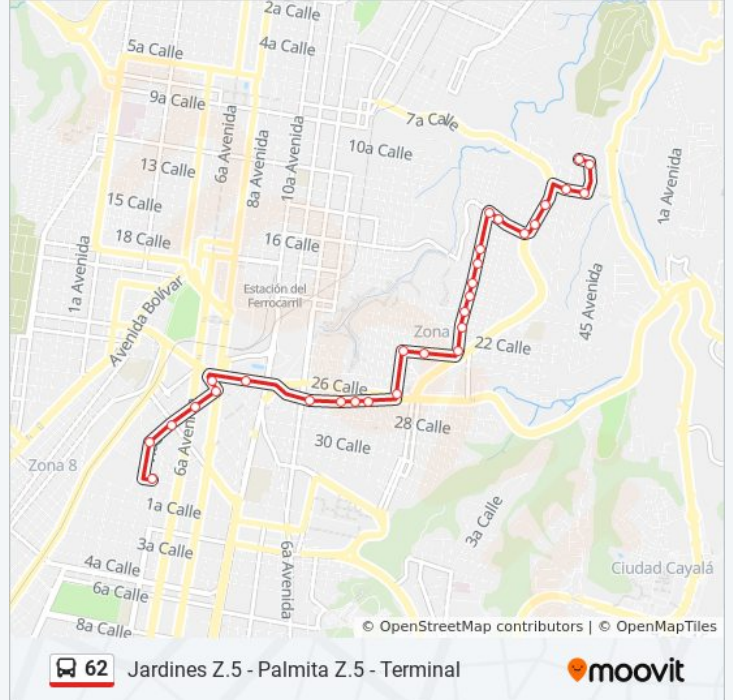 2a Calle
4a Calle
5a Calle
9a Calle
7a Calle
6a Avenida
8a Avenida
10a Avenida
10a Calle
13 Calle
1a Avenida
15 Calle
18 Calle
16 Calle
1a Avenida
Estación del
Ferrocarril
45 Avenida
Avenida Bolívar
Zona
22 Calle
26 Calle
28 Calle
6a Aveni
30 Calle
Zona 8
1a Calle
3a Calle
3a Calle
4a Calle
6a Calle
6a Avenida
Ciudad Cayalá
8a Calle
© OpenStreetMap contributors | © OpenMapTiles
62 Jardines Z.5 - Palmita Z.5 - Terminal
moovit